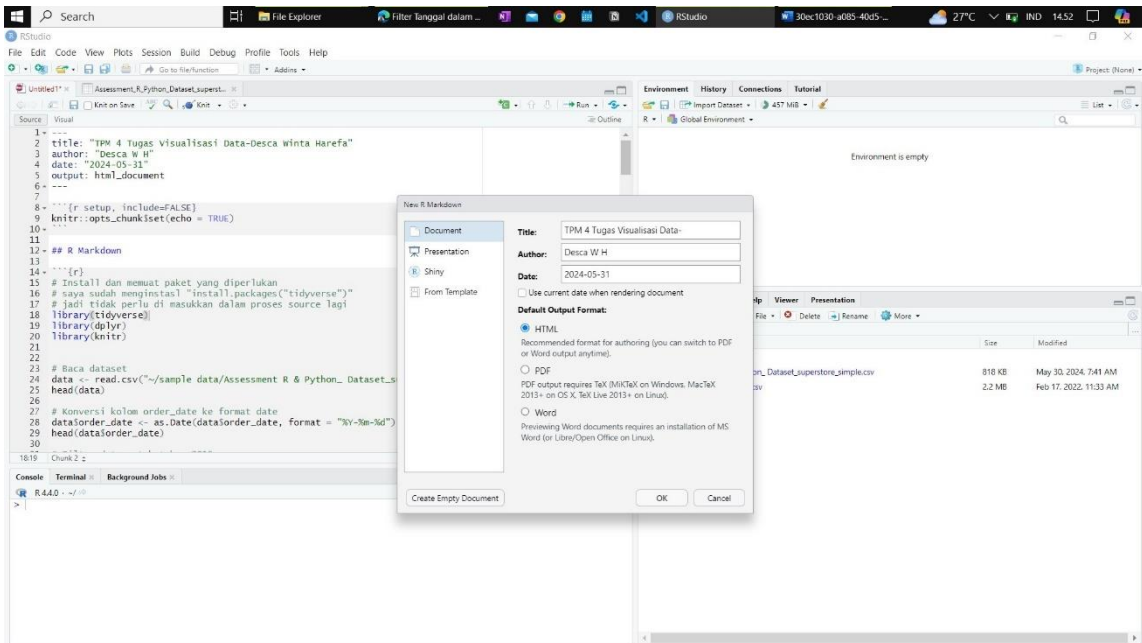 Search
File Explorer
Filter Tanggal dalam ...
RStudio
30ec1030-a085-40d5-...
27°C
IND
14.52
RStudio
File Edit Code View Plots Session Build Debug Profile Tools Help
Go to file/function
Addins
Project: (None)
Untitled1*
Assessment_R_Python_Dataset_superst...
Knit on Save
Knit
Run
Source
Visual
Outline
1 ---
2 title: "TPM 4 Tugas Visualisasi Data-Desca Winta Harefa"
3 author: "Desca W H"
4 date: "2024-05-31"
5 output: html_document
6 ---
7
8 ```{r setup, include=FALSE}
9 knitr::opts_chunk$set(echo = TRUE)
10 ```
11
12 ## R Markdown
13
14 ```{r}
15 # Install dan memuat paket yang diperlukan
16 # saya sudah menginstasl "install.packages("tidyverse")"
17 # jadi tidak perlu di masukkan dalam proses source lagi
18 library(tidyverse)
19 library(dplyr)
20 library(knitr)
21
22
23 # Baca dataset
24 data <- read.csv("~/sample data/Assessment R & Python_ Dataset_s
25 head(data)
26
27 # Konversi kolom order_date ke format date
28 data$order_date <- as.Date(data$order_date, format = "%Y-%m-%d")
29 head(data$order_date)
30
18:19
Chunk 2
Console Terminal Background Jobs
R 4.4.0 · ~/
>
New R Markdown
Document
Presentation
Shiny
From Template
Title: TPM 4 Tugas Visualisasi Data-
Author: Desca W H
Date: 2024-05-31
Use current date when rendering document
Default Output Format:
HTML
Recommended format for authoring (you can switch to PDF
or Word output anytime).
PDF
PDF output requires TeX (MiKTeX on Windows, MacTeX
2013+ on OS X, TeX Live 2013+ on Linux).
Word
Previewing Word documents requires an installation of MS
Word (or Libre/Open Office on Linux).
Create Empty Document
OK
Cancel
Environment History Connections Tutorial
Import Dataset
457 MiB
List
R
Global Environment
Environment is empty
elp Viewer Presentation
File
Delete
Rename
More
Size
Modified
on_ Dataset_superstore_simple.csv
818 KB
May 30, 2024, 7:41 AM
sv
2.2 MB
Feb 17, 2022, 11:33 AM